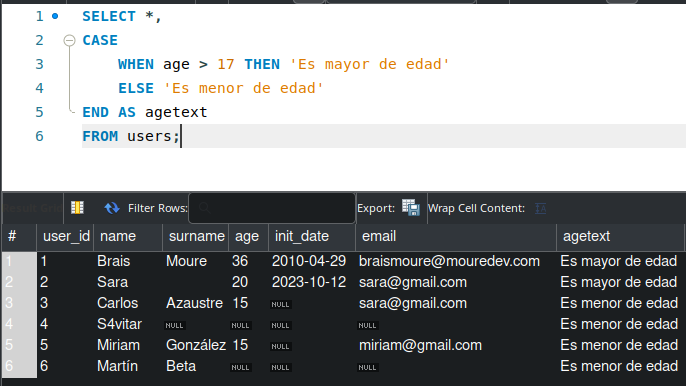 1 SELECT *,
2 CASE
3 WHEN age > 17 THEN 'Es mayor de edad'
4 ELSE 'Es menor de edad'
5 END AS agetext
6 FROM users;
Filter Rows: Export: Wrap Cell Content:
# user_id name surname age init_date email agetext
1 1 Brais Moure 36 2010-04-29 braismoure@mouredev.com Es mayor de edad
2 2 Sara 20 2023-10-12 sara@gmail.com Es mayor de edad
3 3 Carlos Azaustre 15 NULL sara@gmail.com Es menor de edad
4 4 S4vitar NULL NULL NULL NULL Es menor de edad
5 5 Miriam González 15 NULL miriam@gmail.com Es menor de edad
6 6 Martín Beta NULL NULL NULL Es menor de edad